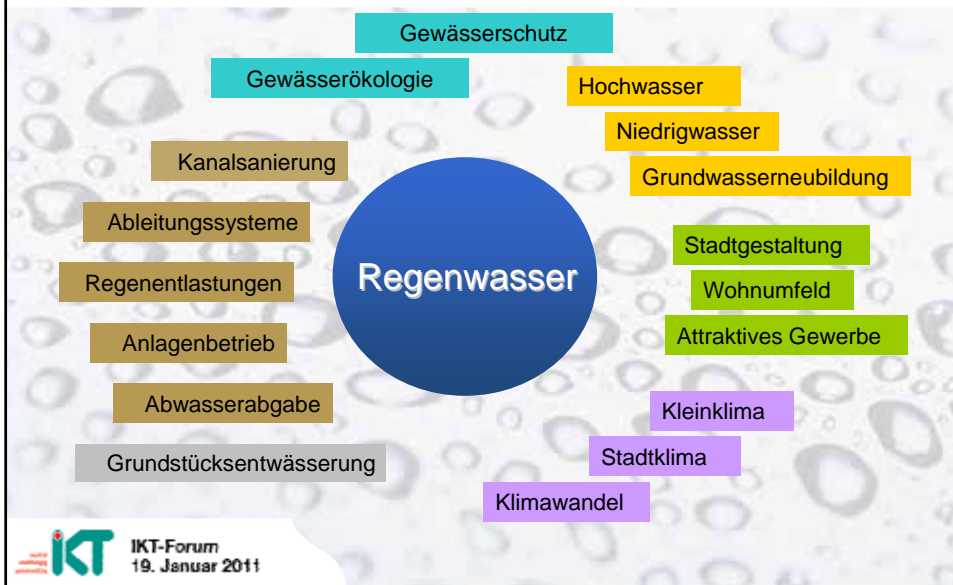 Gewässerschutz
Gewässerökologie
Hochwasser
Niedrigwasser
Kanalsanierung
Grundwasserneubildung
Ableitungssysteme
Stadtgestaltung
Regenentlastungen
Regenwasser
Wohnumfeld
Anlagenbetrieb
Attraktives Gewerbe
Abwasserabgabe
Kleinklima
Grundstücksentwässerung
Stadtklima
Klimawandel
IKT
IKT-Forum
19. Januar 2011